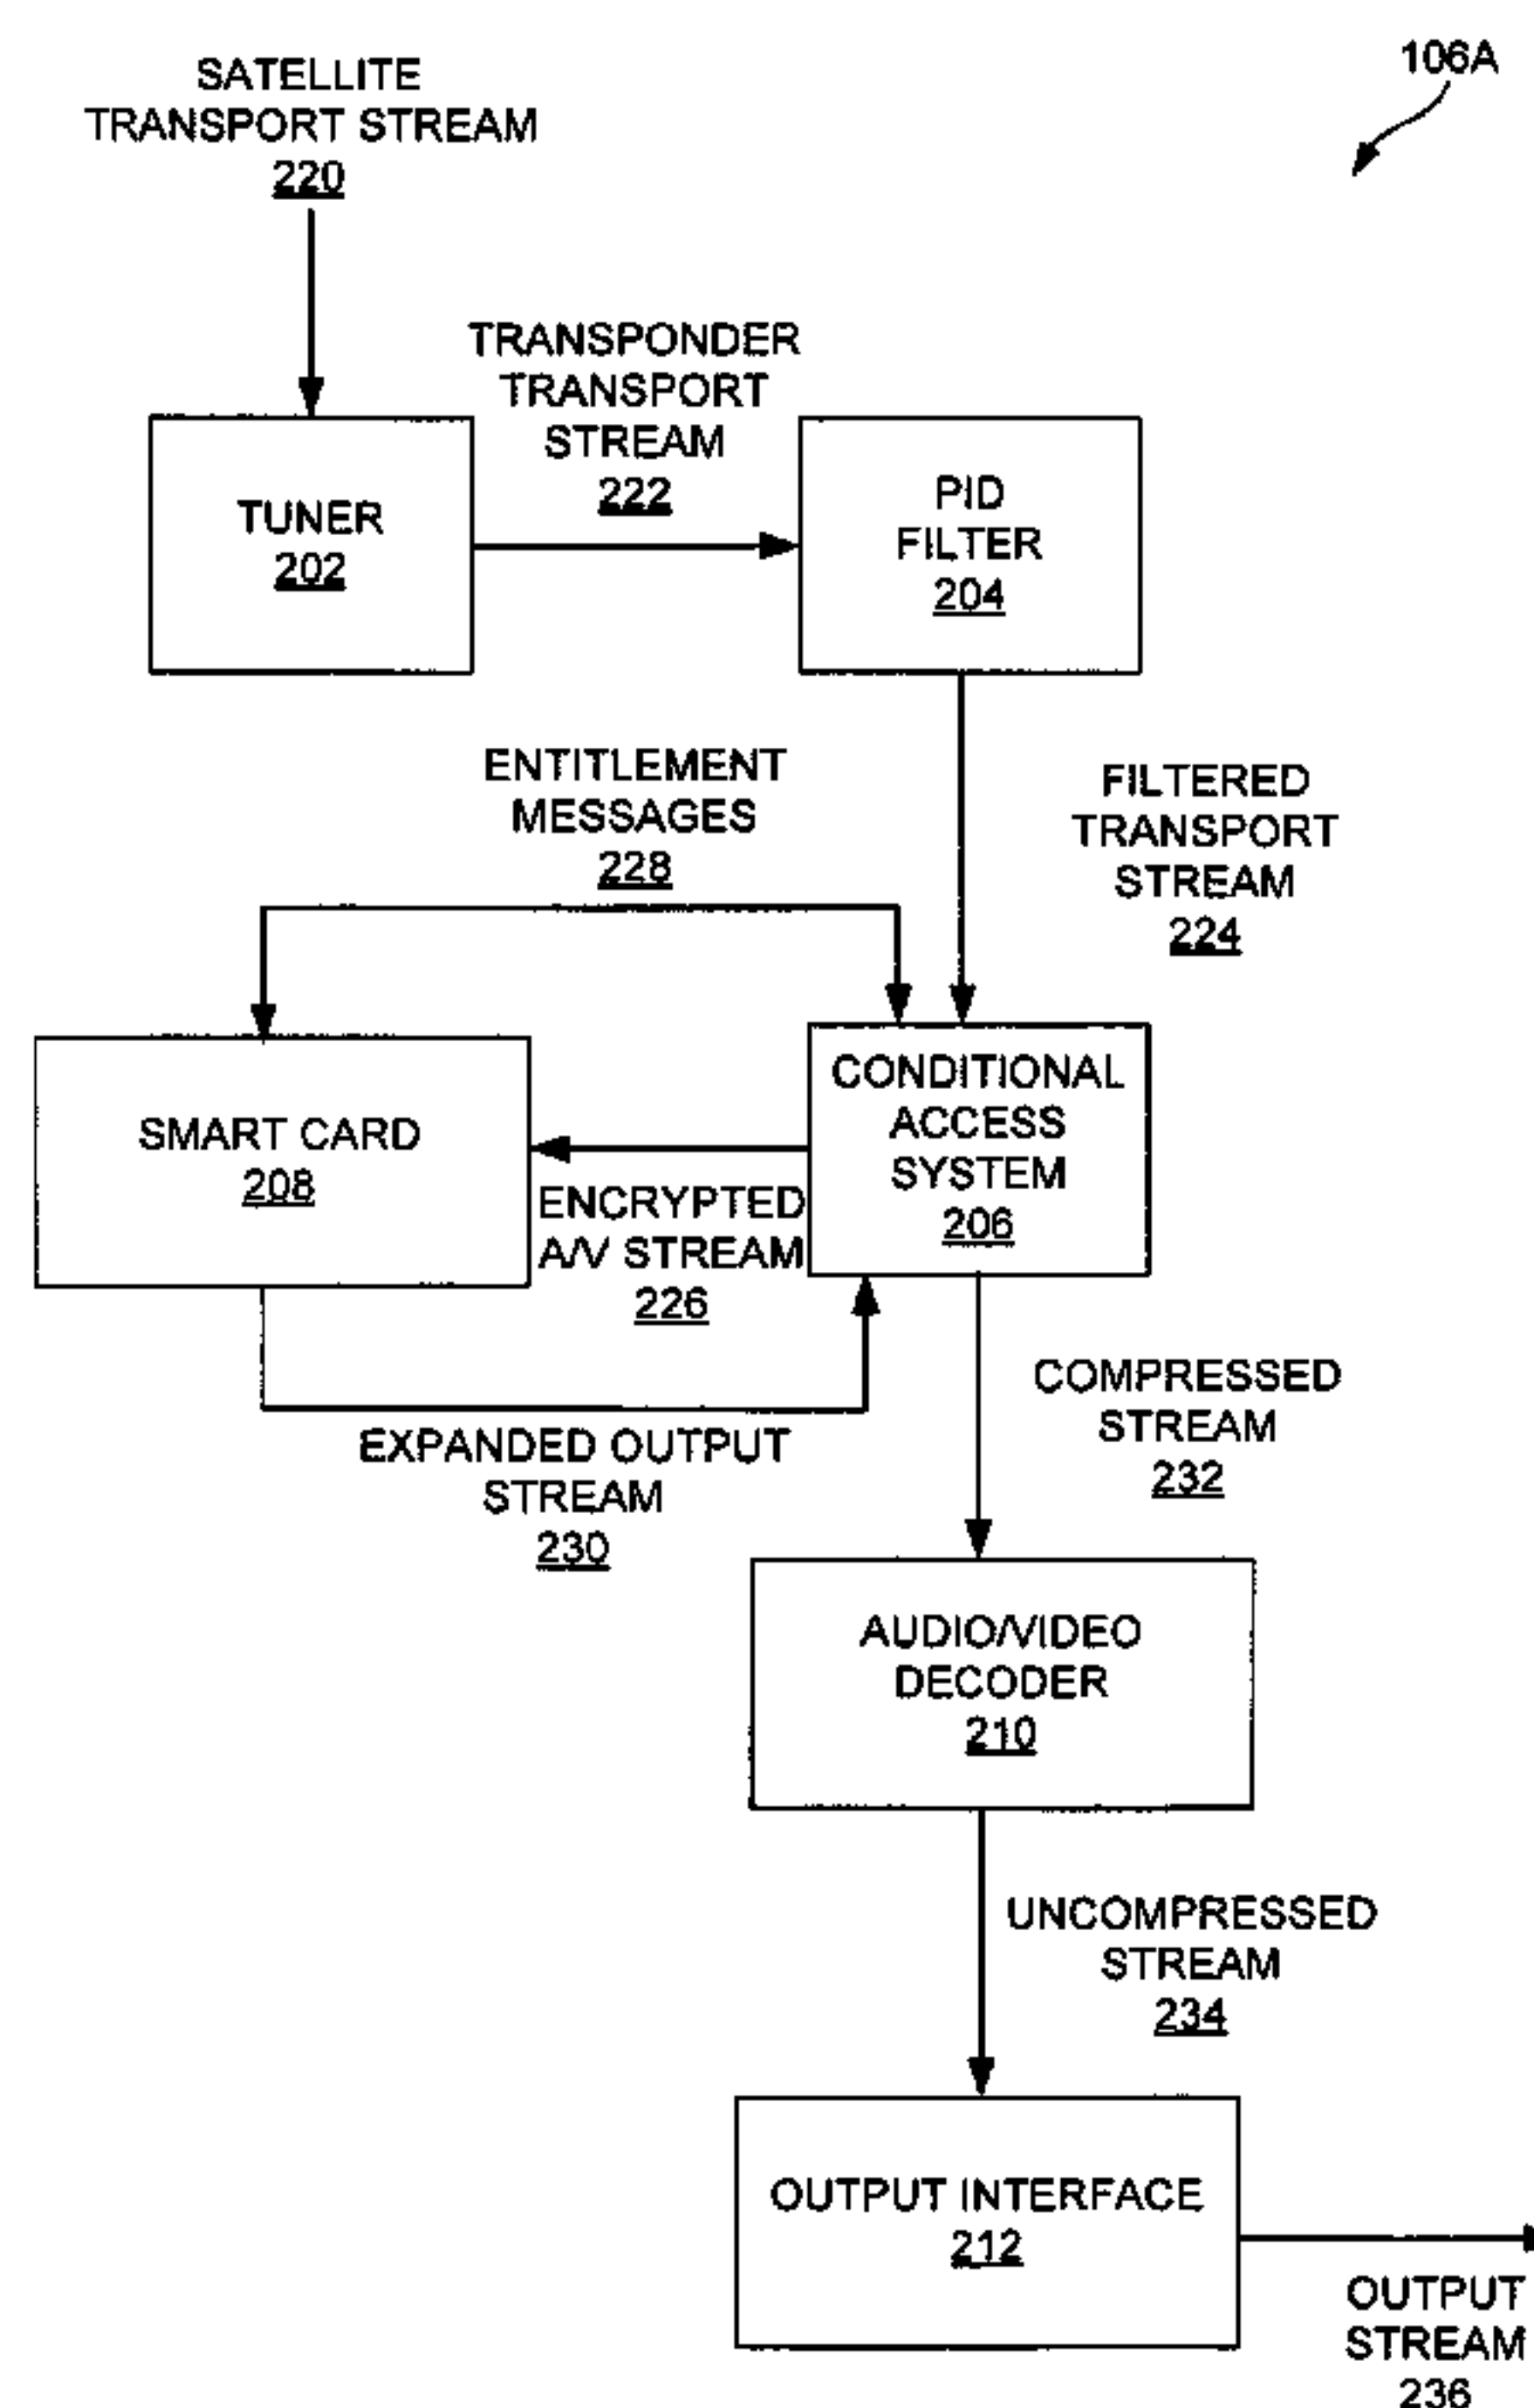 106A
SATELLITE
TRANSPORT STREAM
220
TRANSPONDER
TRANSPORT
STREAM
222
TUNER
202
PID
FILTER
204
ENTITLEMENT
MESSAGES
228
FILTERED
TRANSPORT
STREAM
224
SMART CARD
208
CONDITIONAL
ACCESS
SYSTEM
206
ENCRYPTED
A/V STREAM
226
EXPANDED OUTPUT
STREAM
230
COMPRESSED
STREAM
232
AUDIO/VIDEO
DECODER
210
UNCOMPRESSED
STREAM
234
OUTPUT INTERFACE
212
OUTPUT
STREAM
236